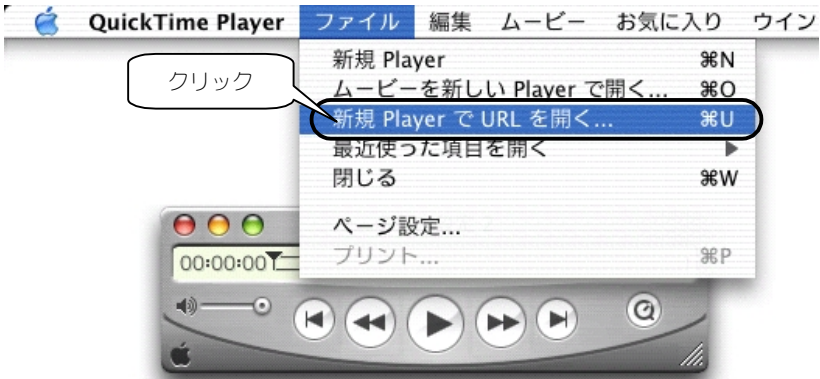 QuickTime Player ファイル 編集 ムービー お気に入り ウイン
クリック
新規 Player ⌘N
ムービーを新しい Player で開く... ⌘O
新規 Player で URL を開く... ⌘U
最近使った項目を開く ▶
閉じる ⌘W
ページ設定...
プリント... ⌘P
00:00:00